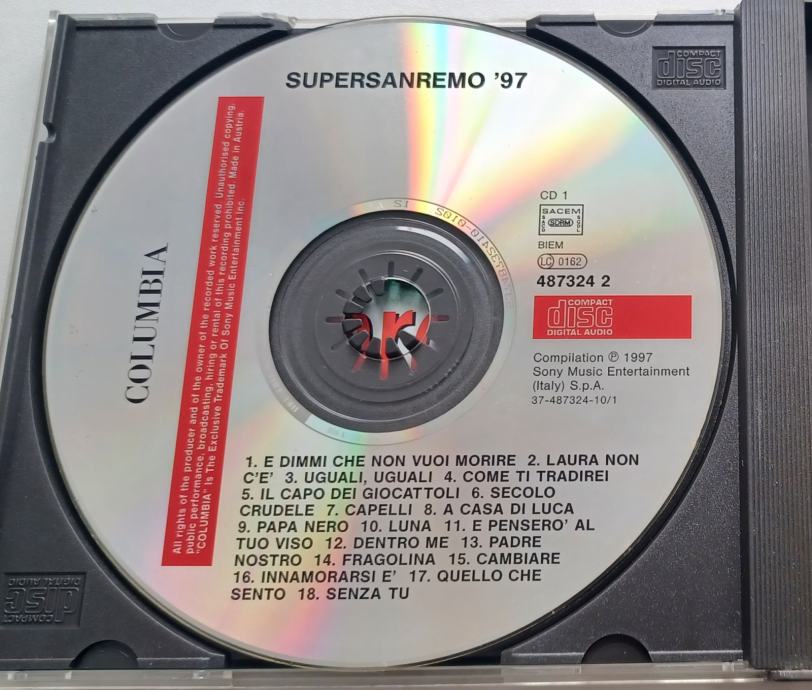 SUPERSANREMO '97
COMPACT
disc
DIGITAL AUDIO
COLUMBIA
All rights of the producer and of the owner of the recorded work reserved. Unauthorised copying,
public performance, broadcasting, hiring or rental of this recording prohibited. Made in Austria.
"COLUMBIA" Is The Exclusive Trademark Of Sony Music Entertainment Inc.
CD 1
SACEM
SDRM
BIEM
LC 0162
487324 2
COMPACT
disc
DIGITAL AUDIO
Compilation ℗ 1997
Sony Music Entertainment
(Italy) S.p.A.
37-487324-10/1
1. E DIMMI CHE NON VUOI MORIRE 2. LAURA NON
C'E' 3. UGUALI, UGUALI 4. COME TI TRADIREI
5. IL CAPO DEI GIOCATTOLI 6. SECOLO
CRUDELE 7. CAPELLI 8. A CASA DI LUCA
9. PAPA NERO 10. LUNA 11. E PENSERO' AL
TUO VISO 12. DENTRO ME 13. PADRE
NOSTRO 14. FRAGOLINA 15. CAMBIARE
16. INNAMORARSI E' 17. QUELLO CHE
SENTO 18. SENZA TU
COMPACT
disc
DIGITAL AUDIO